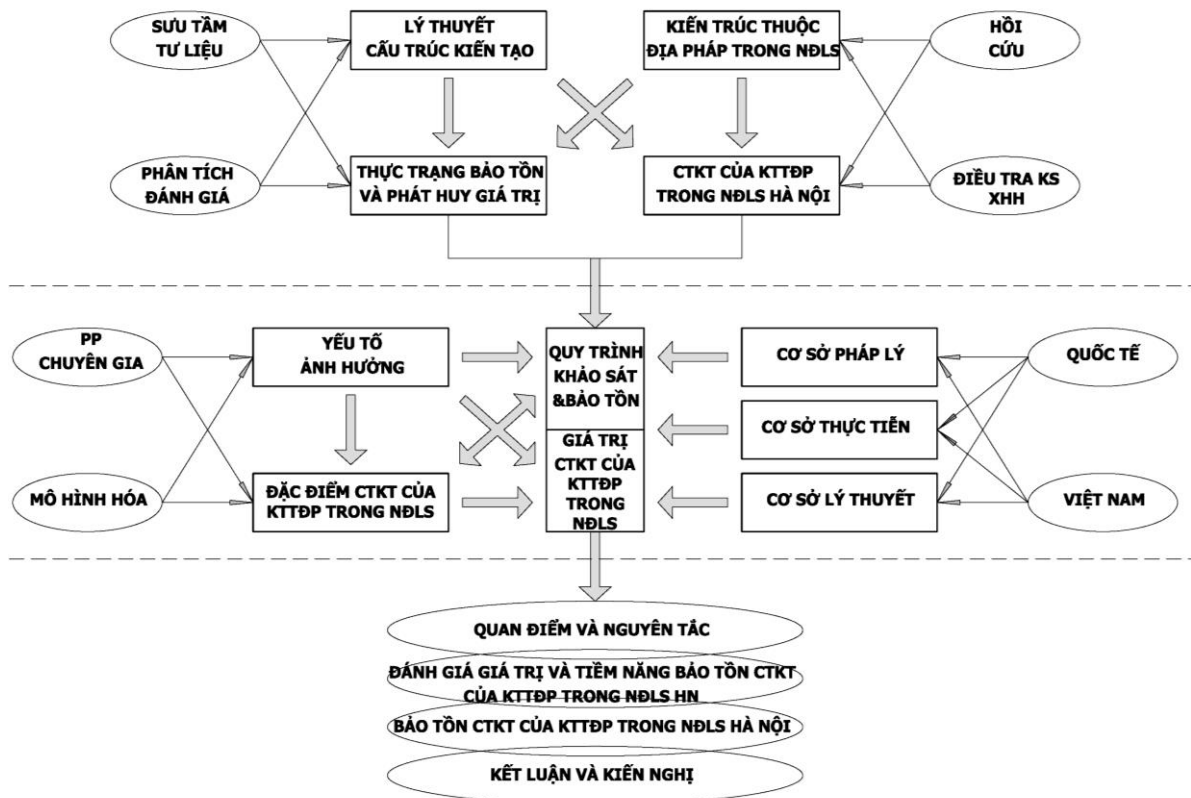 SƯU TẦM
TƯ LIỆU
LÝ THUYẾT
CẤU TRÚC KIẾN TẠO
KIẾN TRÚC THUỘC
ĐỊA PHÁP TRONG NĐLS
HỒI
CỨU
PHÂN TÍCH
ĐÁNH GIÁ
THỰC TRẠNG BẢO TỒN
VÀ PHÁT HUY GIÁ TRỊ
CTKT CỦA KTTĐP
TRONG NĐLS HÀ NỘI
ĐIỀU TRA KS
XHH
PP
CHUYÊN GIA
YẾU TỐ
ẢNH HƯỞNG
QUY TRÌNH
KHẢO SÁT
&BẢO TỒN
CƠ SỞ PHÁP LÝ
QUỐC TẾ
CƠ SỞ THỰC TIỄN
GIÁ TRỊ
CTKT CỦA
KTTĐP
TRONG
NĐLS
MÔ HÌNH HÓA
ĐẶC ĐIỂM CTKT CỦA
KTTĐP TRONG NĐLS
CƠ SỞ LÝ THUYẾT
VIỆT NAM
QUAN ĐIỂM VÀ NGUYÊN TẮC
ĐÁNH GIÁ GIÁ TRỊ VÀ TIỀM NĂNG BẢO TỒN CTKT
CỦA KTTĐP TRONG NĐLS HN
BẢO TỒN CTKT CỦA KTTĐP TRONG NĐLS HÀ NỘI
KẾT LUẬN VÀ KIẾN NGHỊ